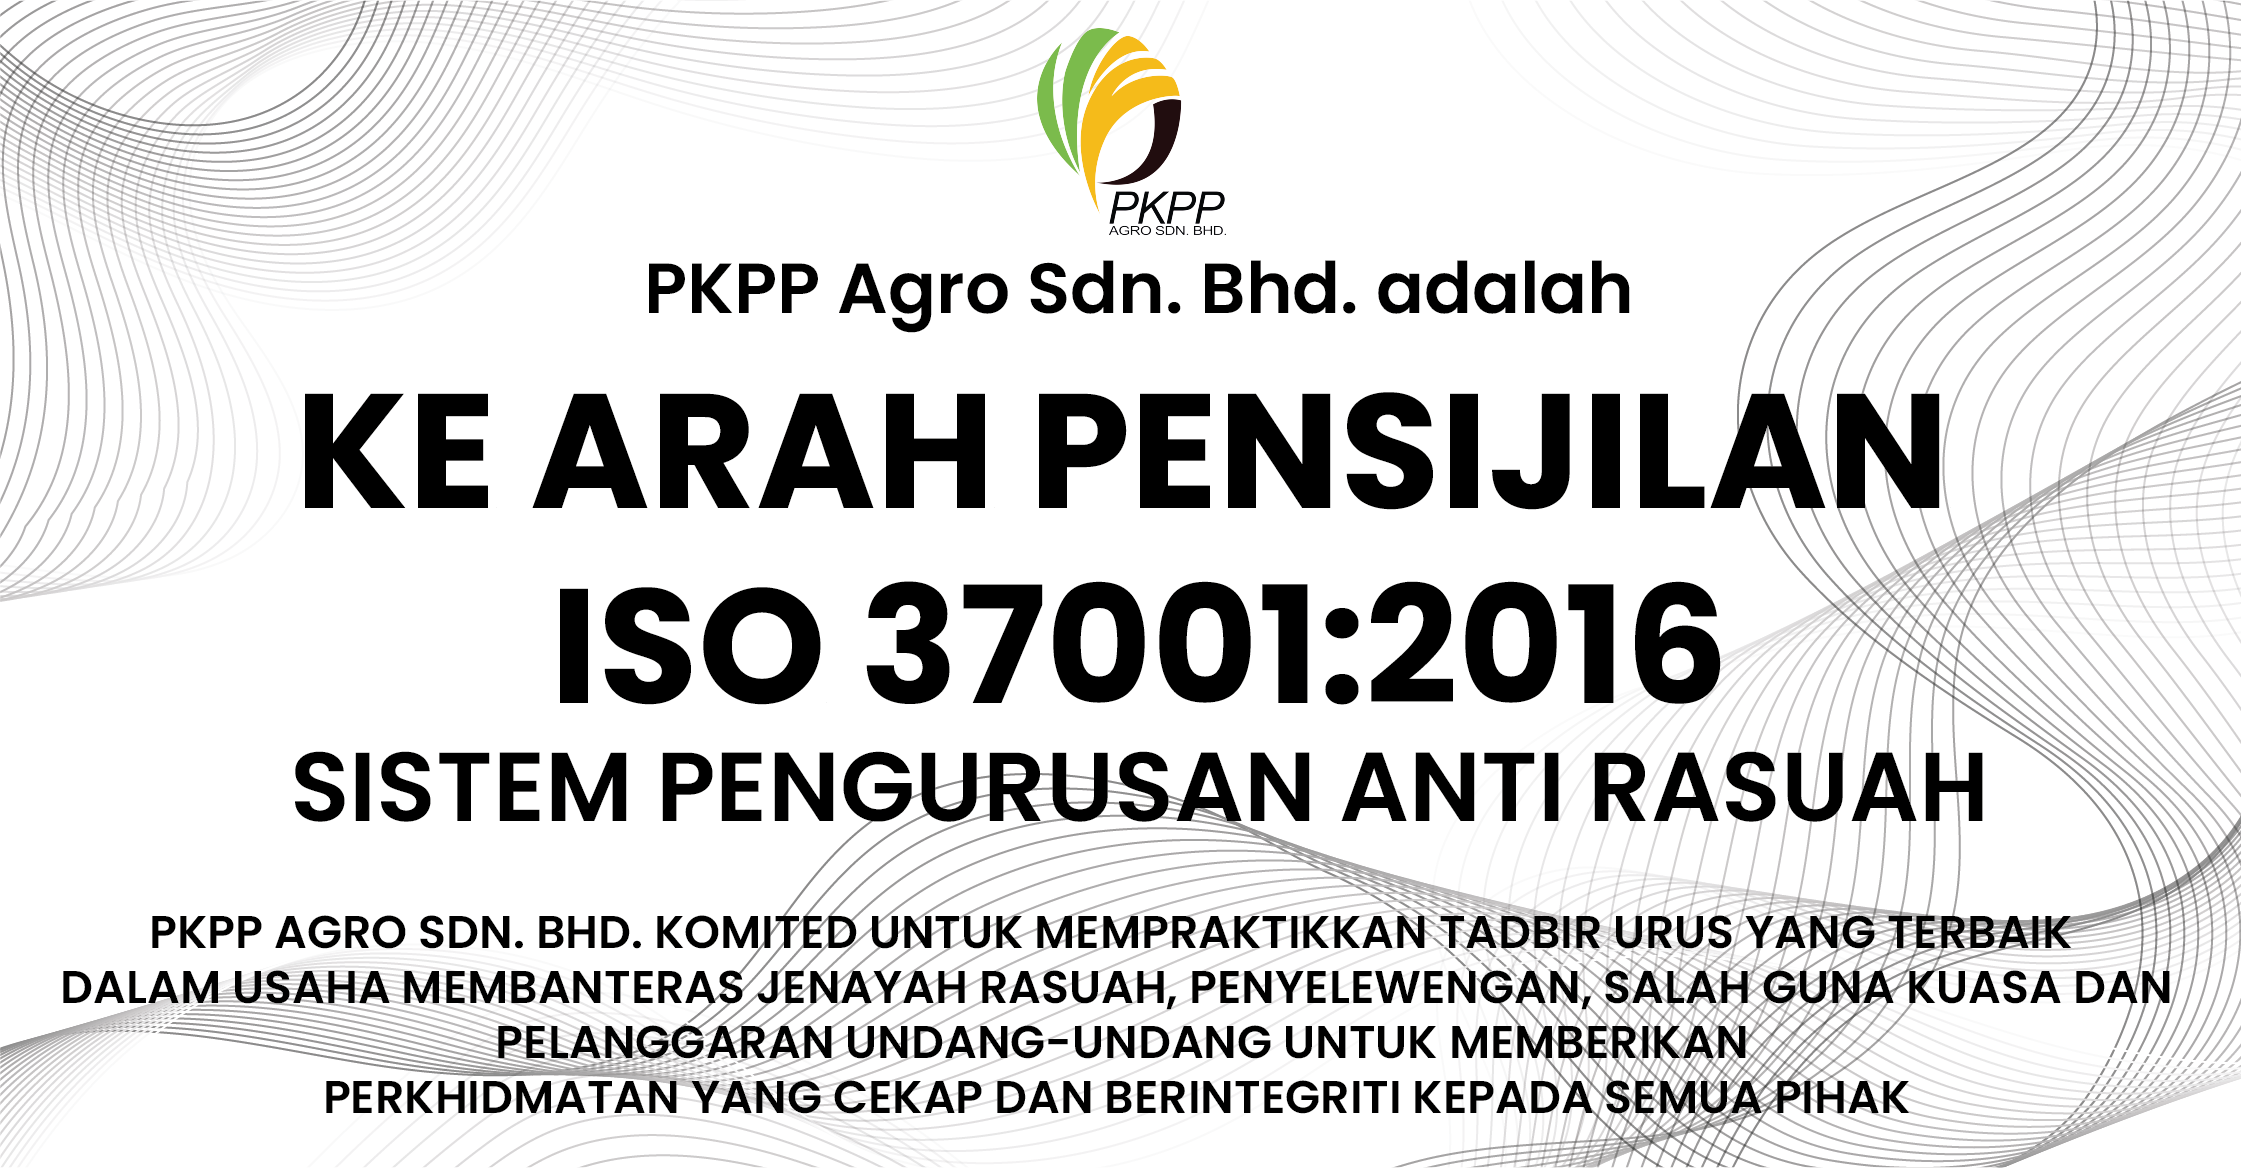 PKPP
AGRO SDN. BHD.
PKPP Agro Sdn. Bhd. adalah
KE ARAH PENSIJILAN
ISO 37001:2016
SISTEM PENGURUSAN ANTI RASUAH
PKPP AGRO SDN. BHD. KOMITED UNTUK MEMPRAKTIKKAN TADBIR URUS YANG TERBAIK
DALAM USAHA MEMBANTERAS JENAYAH RASUAH, PENYELEWENGAN, SALAH GUNA KUASA DAN
PELANGGARAN UNDANG-UNDANG UNTUK MEMBERIKAN
PERKHIDMATAN YANG CEKAP DAN BERINTEGRITI KEPADA SEMUA PIHAK